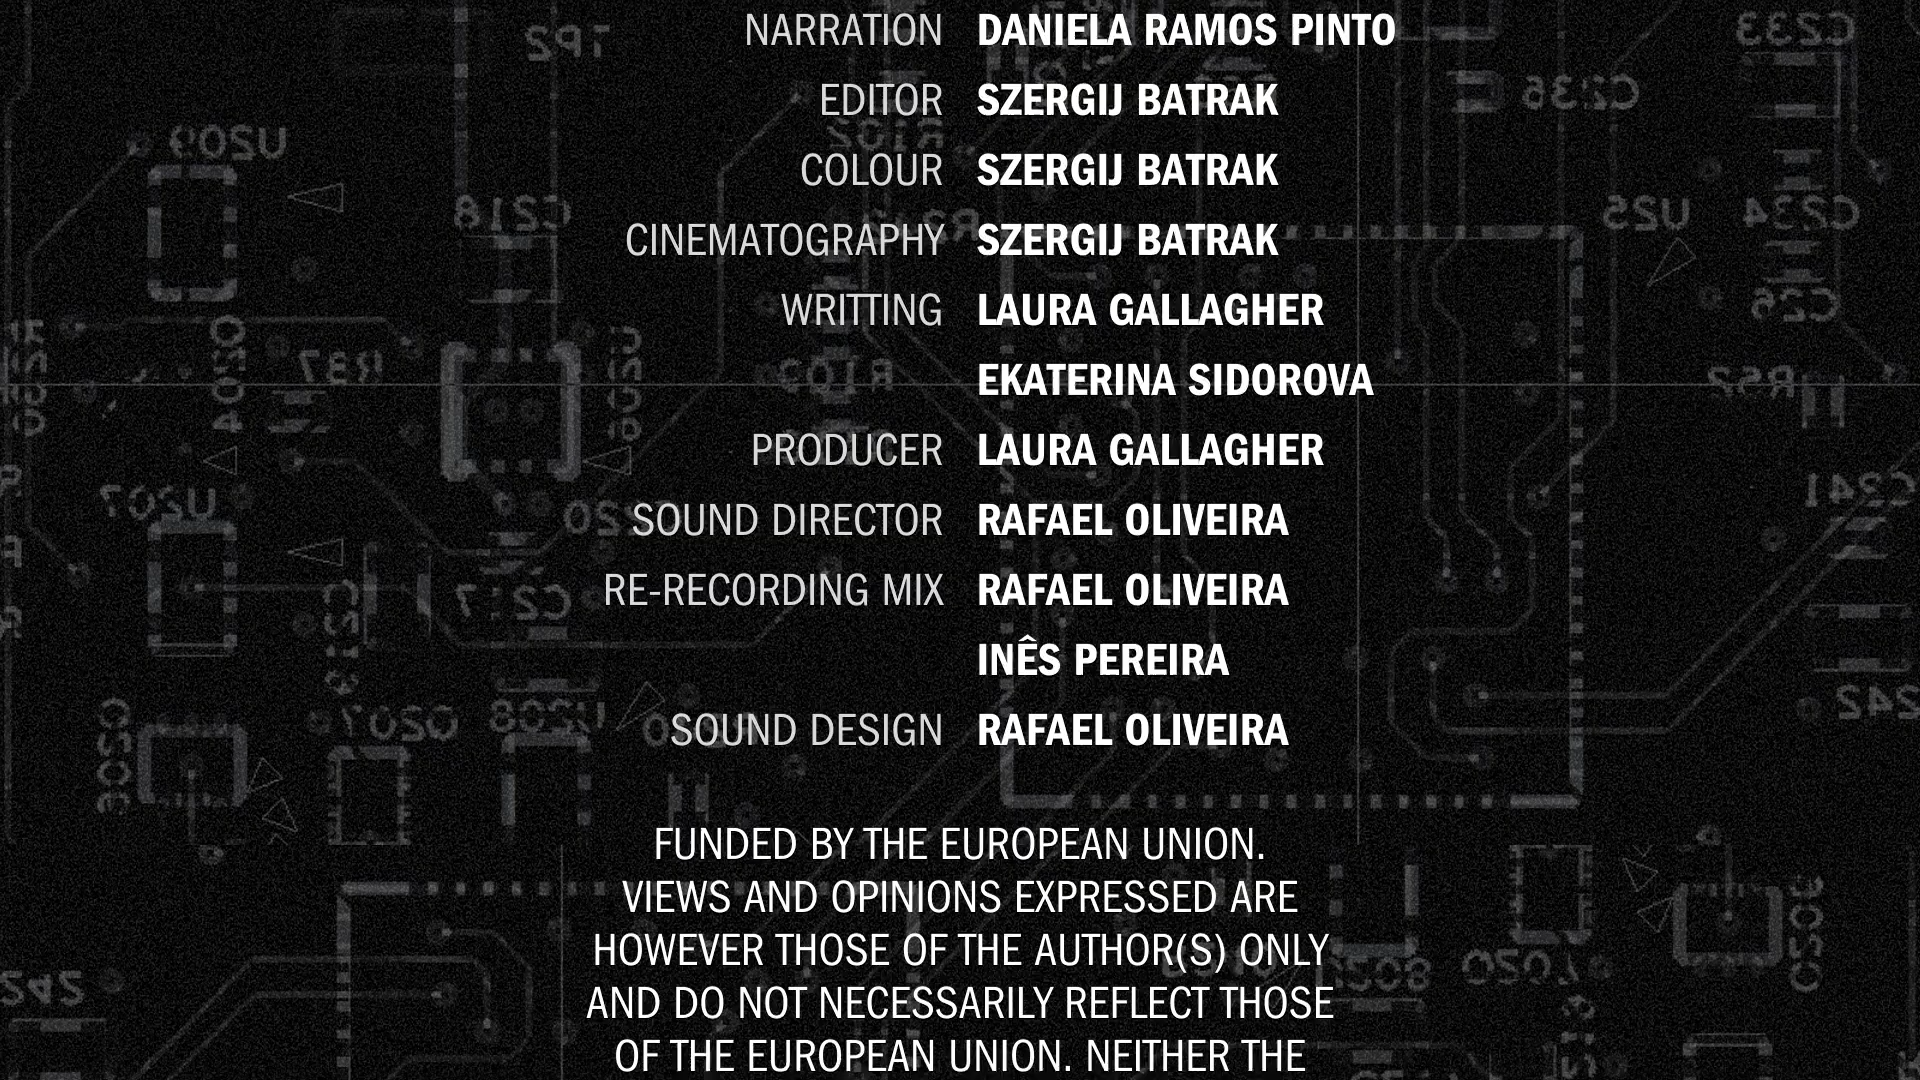 NARRATION DANIELA RAMOS PINTO
EDITOR SZERGIJ BATRAK
COLOUR SZERGIJ BATRAK
CINEMATOGRAPHY SZERGIJ BATRAK
WRITTING LAURA GALLAGHER
EKATERINA SIDOROVA
PRODUCER LAURA GALLAGHER
SOUND DIRECTOR RAFAEL OLIVEIRA
RE-RECORDING MIX RAFAEL OLIVEIRA
INÊS PEREIRA
SOUND DESIGN RAFAEL OLIVEIRA
FUNDED BY THE EUROPEAN UNION.
VIEWS AND OPINIONS EXPRESSED ARE
HOWEVER THOSE OF THE AUTHOR(S) ONLY
AND DO NOT NECESSARILY REFLECT THOSE
OF THE EUROPEAN UNION. NEITHER THE